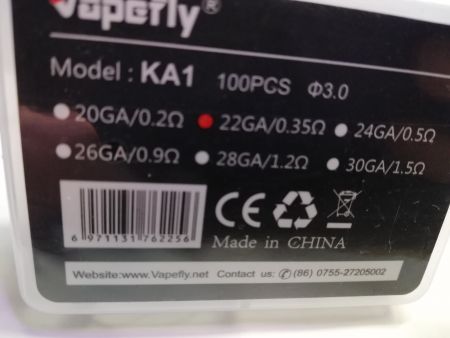 Vapefly®
Model : KA1 100PCS Φ3.0
20GA/0.2Ω 22GA/0.35Ω 24GA/0.5Ω
26GA/0.9Ω 28GA/1.2Ω 30GA/1.5Ω
6 971131 762256
CE
Made in CHINA
Website:www.Vapefly.net Contact us: (86) 0755-27205002